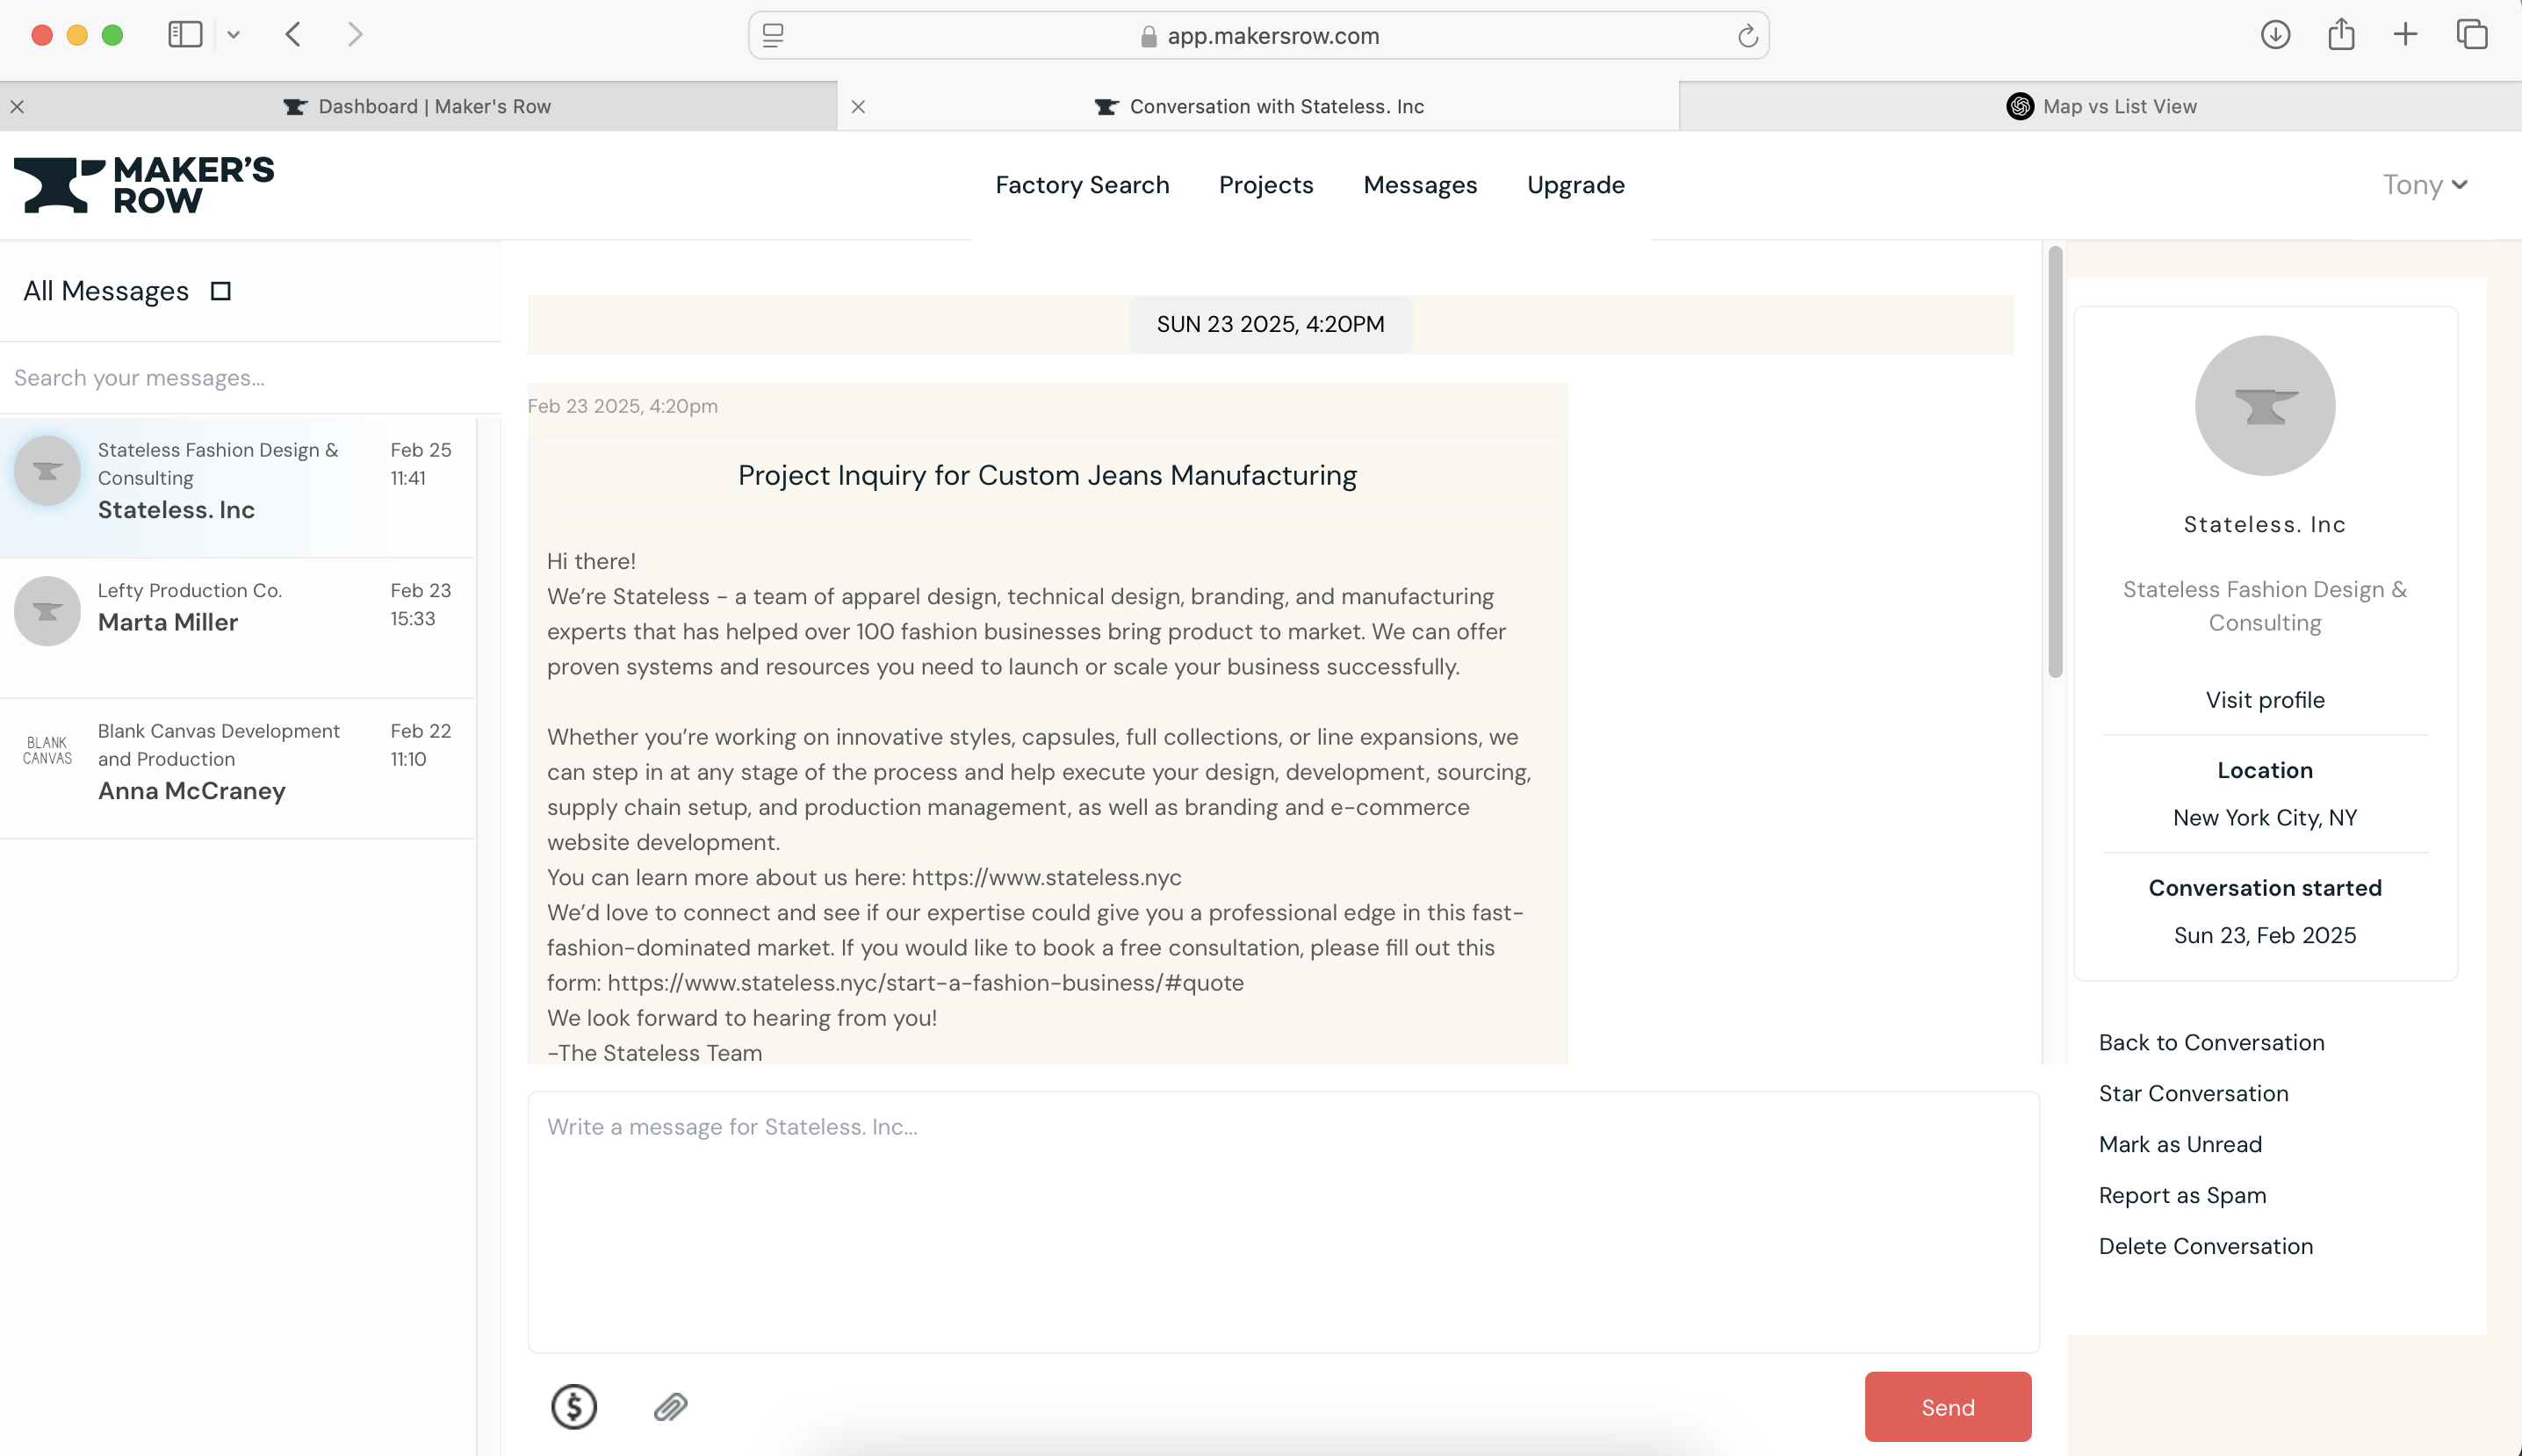 app.makersrow.com
Dashboard | Maker's Row
Conversation with Stateless. Inc
Map vs List View
MAKER'S
ROW
Factory Search
Projects
Messages
Upgrade
Tony
All Messages
Search your messages...
Stateless Fashion Design &
Consulting
Stateless. Inc
Feb 25
11:41
Lefty Production Co.
Marta Miller
Feb 23
15:33
BLANK
CANVAS
Blank Canvas Development
and Production
Anna McCraney
Feb 22
11:10
SUN 23 2025, 4:20PM
Feb 23 2025, 4:20pm
Project Inquiry for Custom Jeans Manufacturing
Hi there!
We’re Stateless - a team of apparel design, technical design, branding, and manufacturing
experts that has helped over 100 fashion businesses bring product to market. We can offer
proven systems and resources you need to launch or scale your business successfully.
Whether you’re working on innovative styles, capsules, full collections, or line expansions, we
can step in at any stage of the process and help execute your design, development, sourcing,
supply chain setup, and production management, as well as branding and e-commerce
website development.
You can learn more about us here: https://www.stateless.nyc
We’d love to connect and see if our expertise could give you a professional edge in this fast-
fashion-dominated market. If you would like to book a free consultation, please fill out this
form: https://www.stateless.nyc/start-a-fashion-business/#quote
We look forward to hearing from you!
-The Stateless Team
Write a message for Stateless. Inc...
$
Send
Stateless. Inc
Stateless Fashion Design &
Consulting
Visit profile
Location
New York City, NY
Conversation started
Sun 23, Feb 2025
Back to Conversation
Star Conversation
Mark as Unread
Report as Spam
Delete Conversation